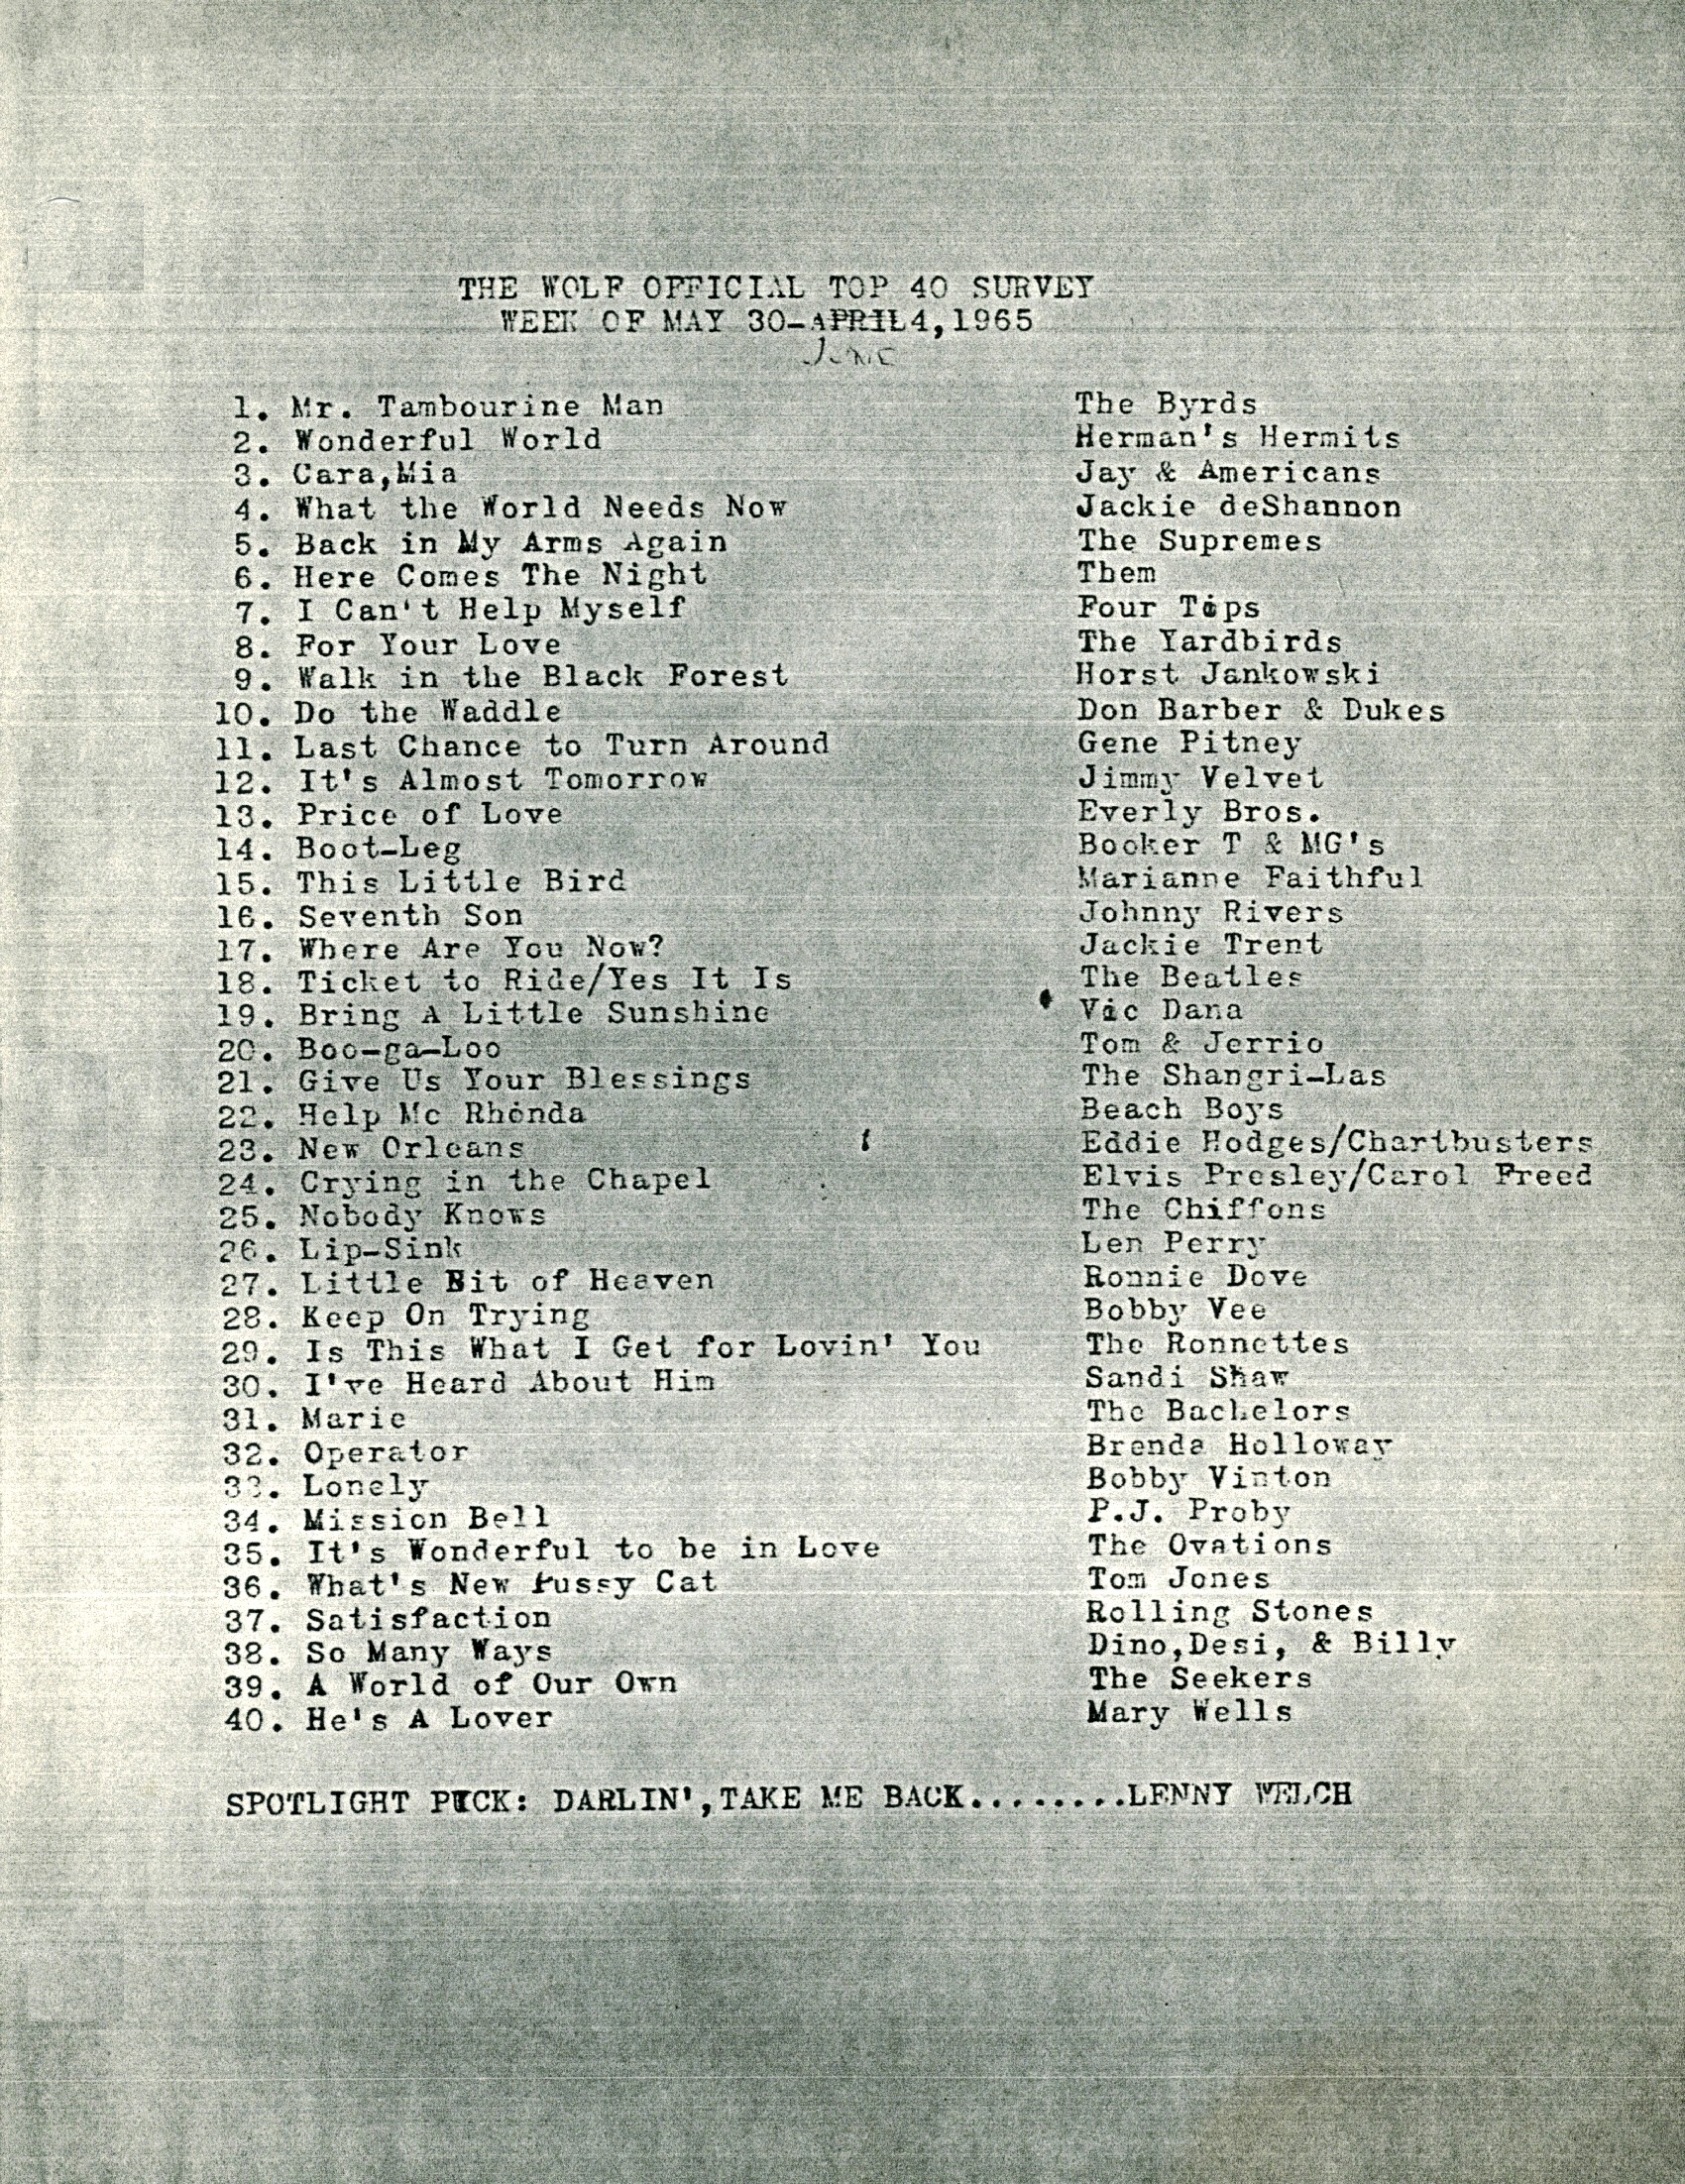 THE WOLF OFFICIAL TOP 40 SURVEY
WEEK OF MAY 30-APRIL4,1965
June
1. Mr. Tambourine Man The Byrds
2. Wonderful World Herman's Hermits
3. Cara,Mia Jay & Americans
4. What the World Needs Now Jackie deShannon
5. Back in My Arms Again The Supremes
6. Here Comes The Night Them
7. I Can't Help Myself Four Tops
8. For Your Love The Yardbirds
9. Walk in the Black Forest Horst Jankowski
10. Do the Waddle Don Barber & Dukes
11. Last Chance to Turn Around Gene Pitney
12. It's Almost Tomorrow Jimmy Velvet
13. Price of Love Everly Bros.
14. Boot-Leg Booker T & MG's
15. This Little Bird Marianne Faithful
16. Seventh Son Johnny Rivers
17. Where Are You Now? Jackie Trent
18. Ticket to Ride/Yes It Is The Beatles
19. Bring A Little Sunshine Vic Dana
20. Boo-ga-Loo Tom & Jerrio
21. Give Us Your Blessings The Shangri-Las
22. Help Me Rhonda Beach Boys
23. New Orleans Eddie Hodges/Chartbusters
24. Crying in the Chapel Elvis Presley/Carol Freed
25. Nobody Knows The Chiffons
26. Lip-Sink Len Perry
27. Little Bit of Heaven Ronnie Dove
28. Keep On Trying Bobby Vee
29. Is This What I Get for Lovin' You The Ronnettes
30. I've Heard About Him Sandi Shaw
31. Marie The Bachelors
32. Operator Brenda Holloway
33. Lonely Bobby Vinton
34. Mission Bell P.J. Proby
35. It's Wonderful to be in Love The Ovations
36. What's New Pussy Cat Tom Jones
37. Satisfaction Rolling Stones
38. So Many Ways Dino,Desi, & Billy
39. A World of Our Own The Seekers
40. He's A Lover Mary Wells
SPOTLIGHT PICK: DARLIN',TAKE ME BACK........LENNY WELCH